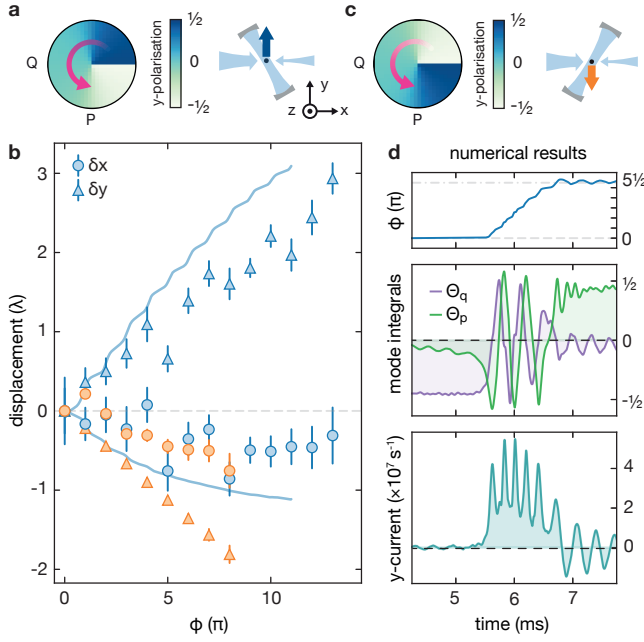 a
Q
P
y-polarisation
½
0
-½
y
z
x
c
Q
P
y-polarisation
½
0
-½
b
δx
δy
displacement (λ)
3
2
1
0
-1
-2
0
5
10
ϕ (π)
d
numerical results
ϕ (π)
5½
0
mode integrals
Θq
Θp
½
0
-½
y-current (×10⁷ s⁻¹)
4
2
0
5
6
7
time (ms)